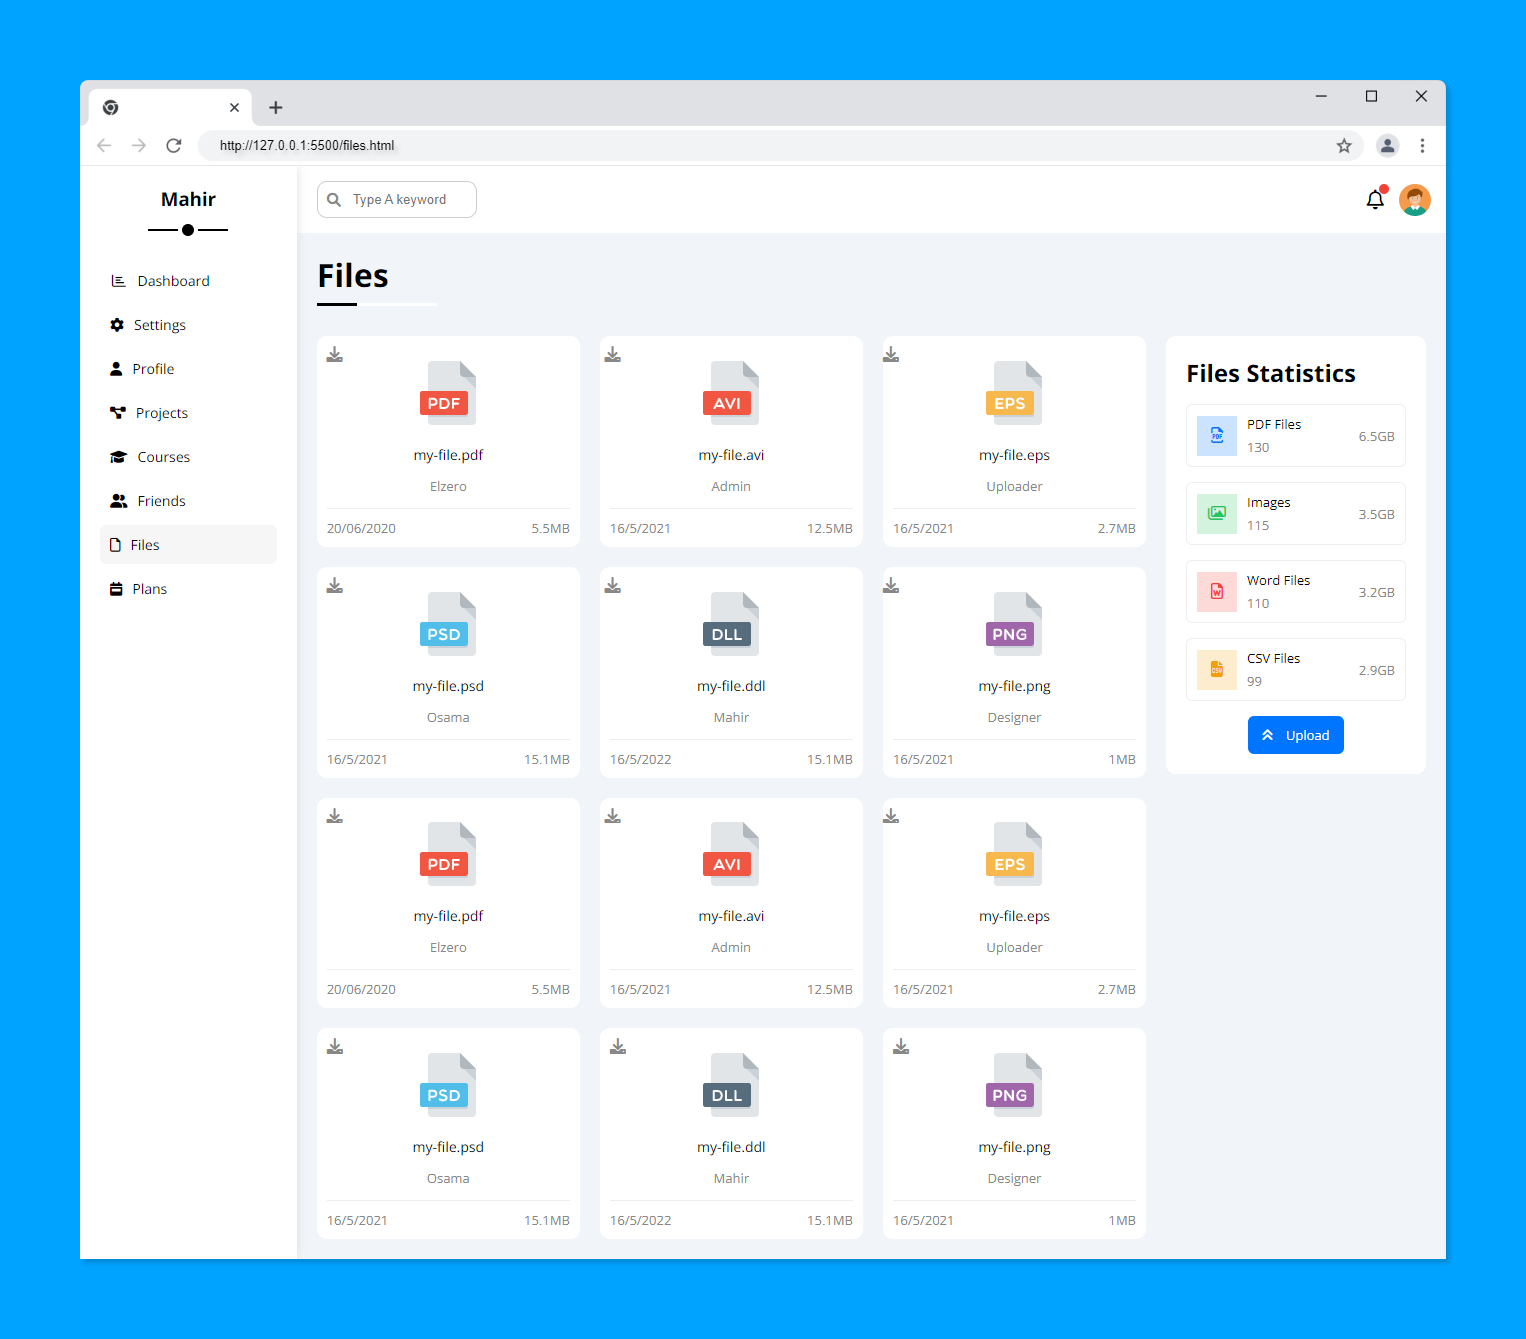 http://127.0.0.1:5500/files.html
Mahir
Type A keyword
Dashboard
Settings
Profile
Projects
Courses
Friends
Files
Plans
Files
PDF
my-file.pdf
Elzero
20/06/2020 5.5MB
AVI
my-file.avi
Admin
16/5/2021 12.5MB
EPS
my-file.eps
Uploader
16/5/2021 2.7MB
PSD
my-file.psd
Osama
16/5/2021 15.1MB
DLL
my-file.ddl
Mahir
16/5/2022 15.1MB
PNG
my-file.png
Designer
16/5/2021 1MB
PDF
my-file.pdf
Elzero
20/06/2020 5.5MB
AVI
my-file.avi
Admin
16/5/2021 12.5MB
EPS
my-file.eps
Uploader
16/5/2021 2.7MB
PSD
my-file.psd
Osama
16/5/2021 15.1MB
DLL
my-file.ddl
Mahir
16/5/2022 15.1MB
PNG
my-file.png
Designer
16/5/2021 1MB
Files Statistics
PDF
PDF Files
130
6.5GB
Images
115
3.5GB
W
Word Files
110
3.2GB
CSV
CSV Files
99
2.9GB
Upload